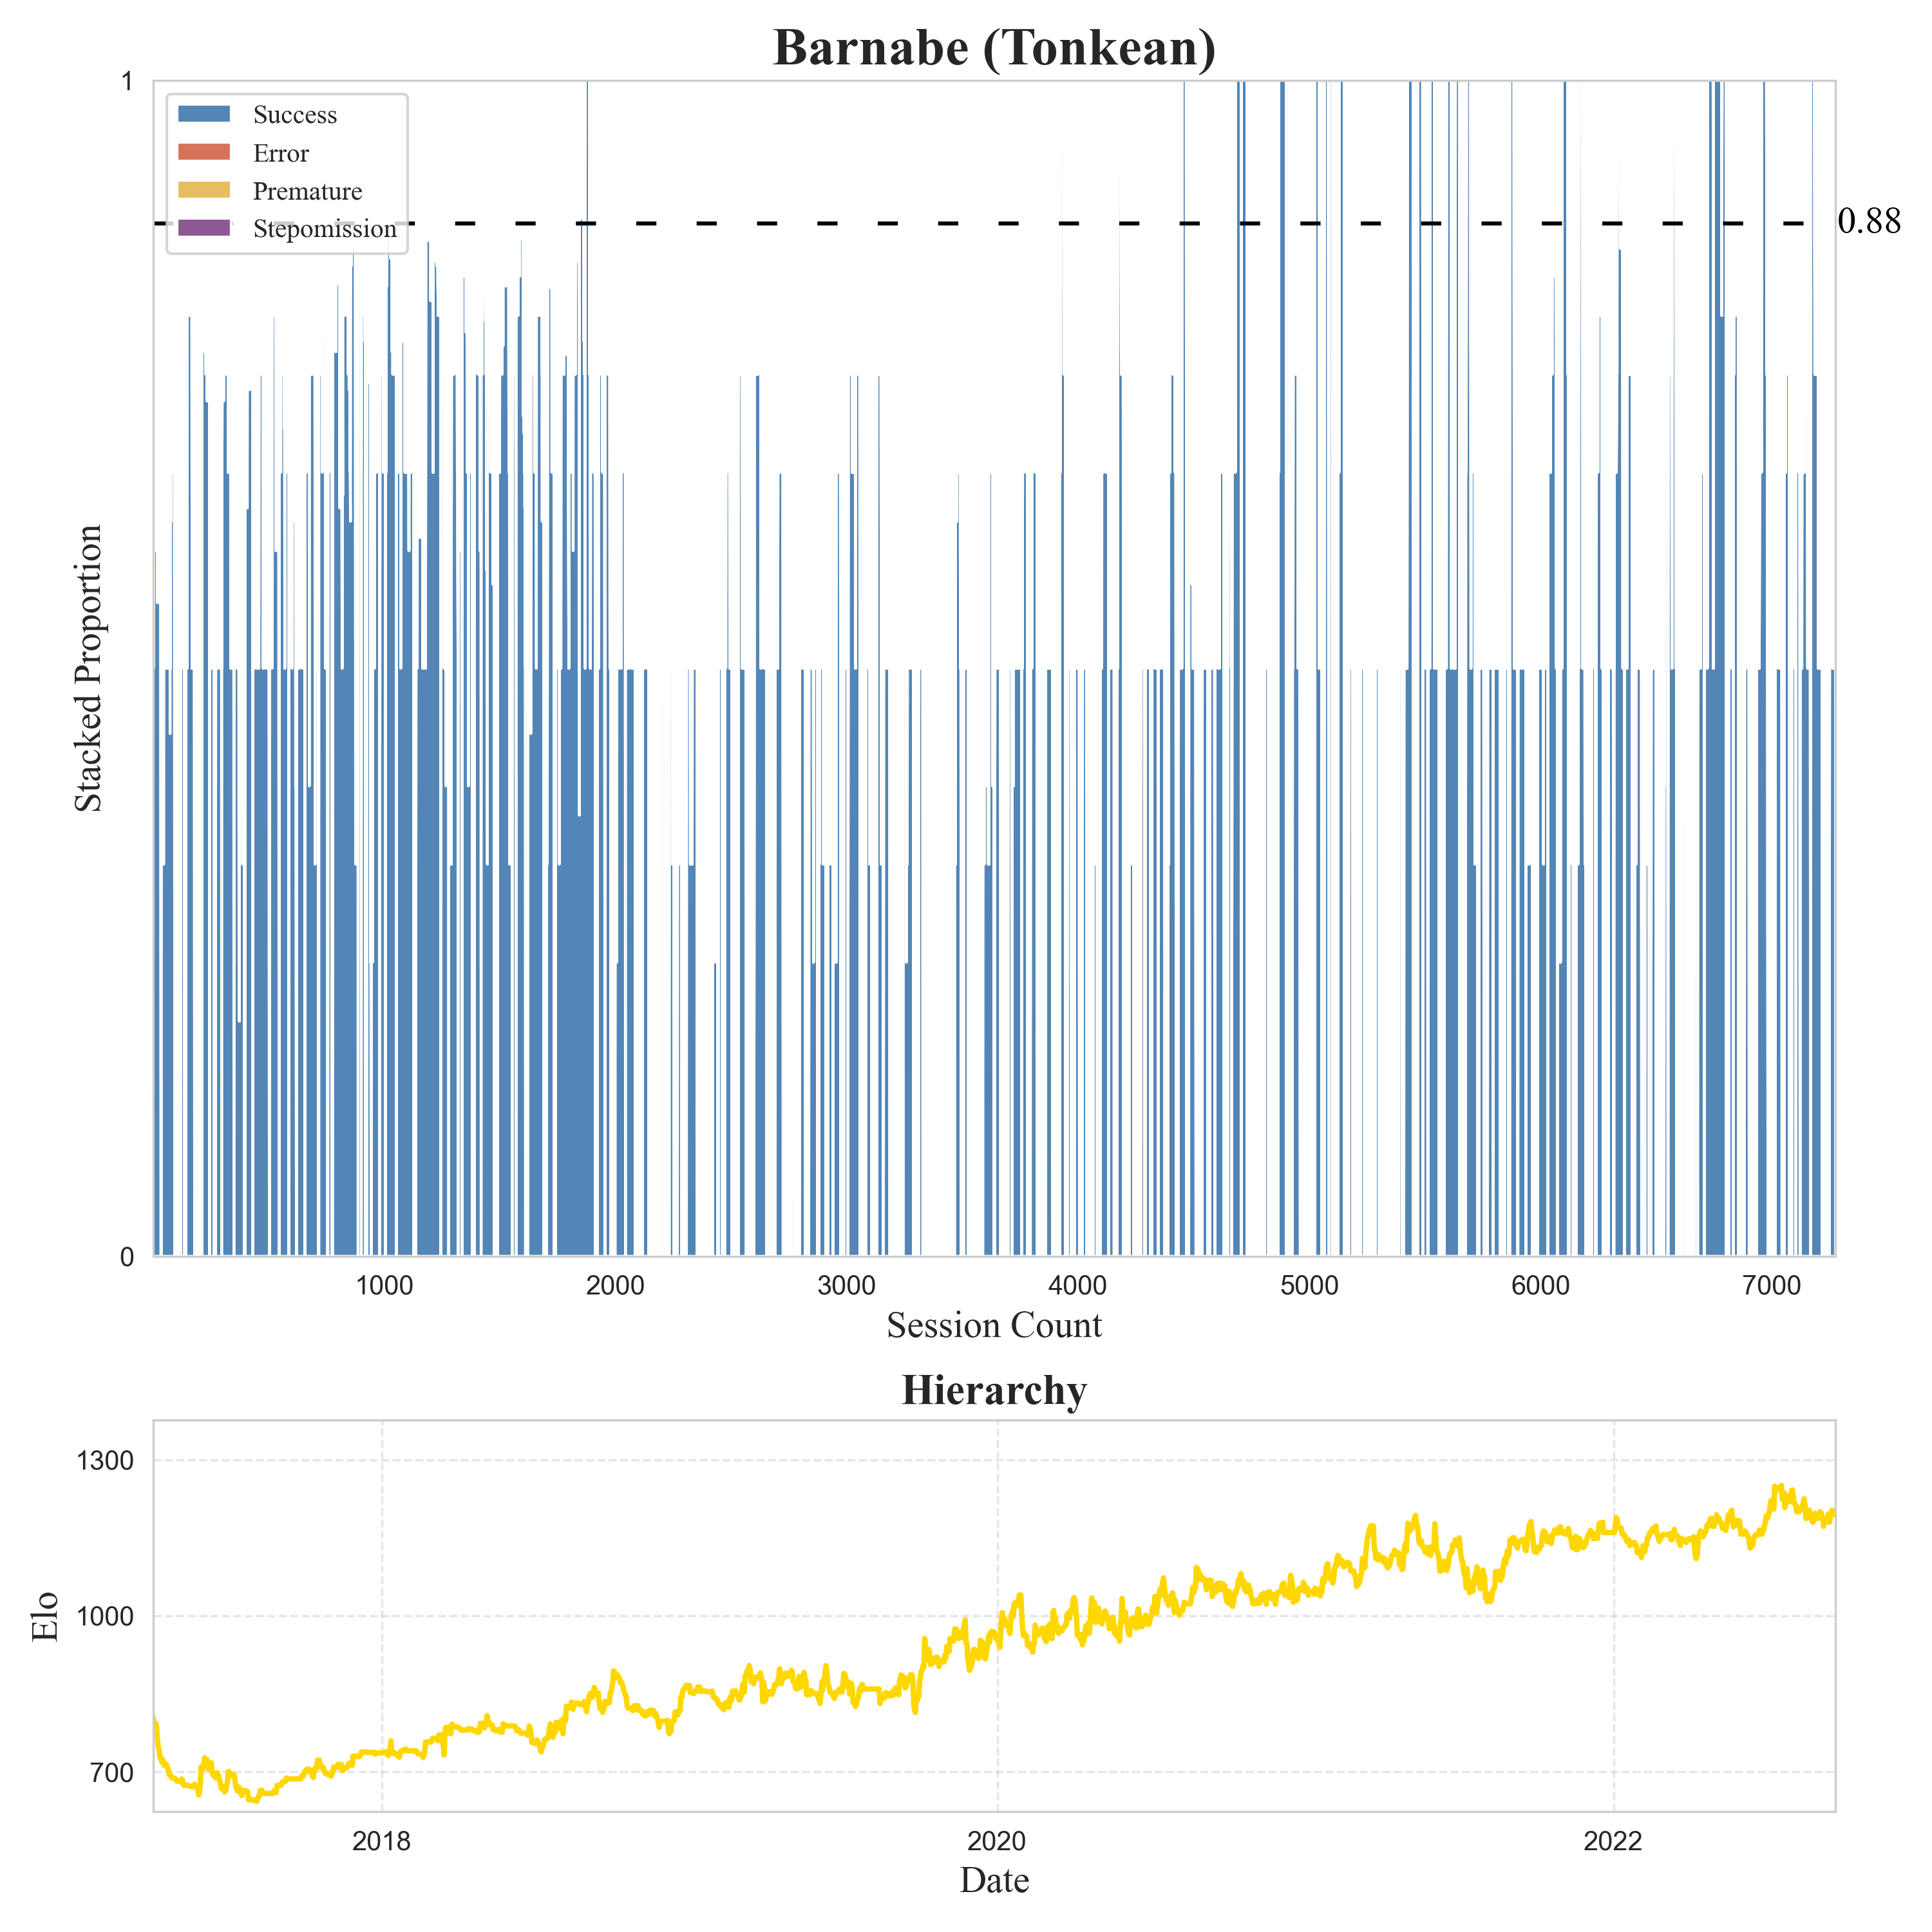 Barnabe (Tonkean)
1
Success
Error
Premature
Stepomission
0.88
Stacked Proportion
0
1000 2000 3000 4000 5000 6000 7000
Session Count
Hierarchy
1300
1000
700
Elo
2018 2020 2022
Date